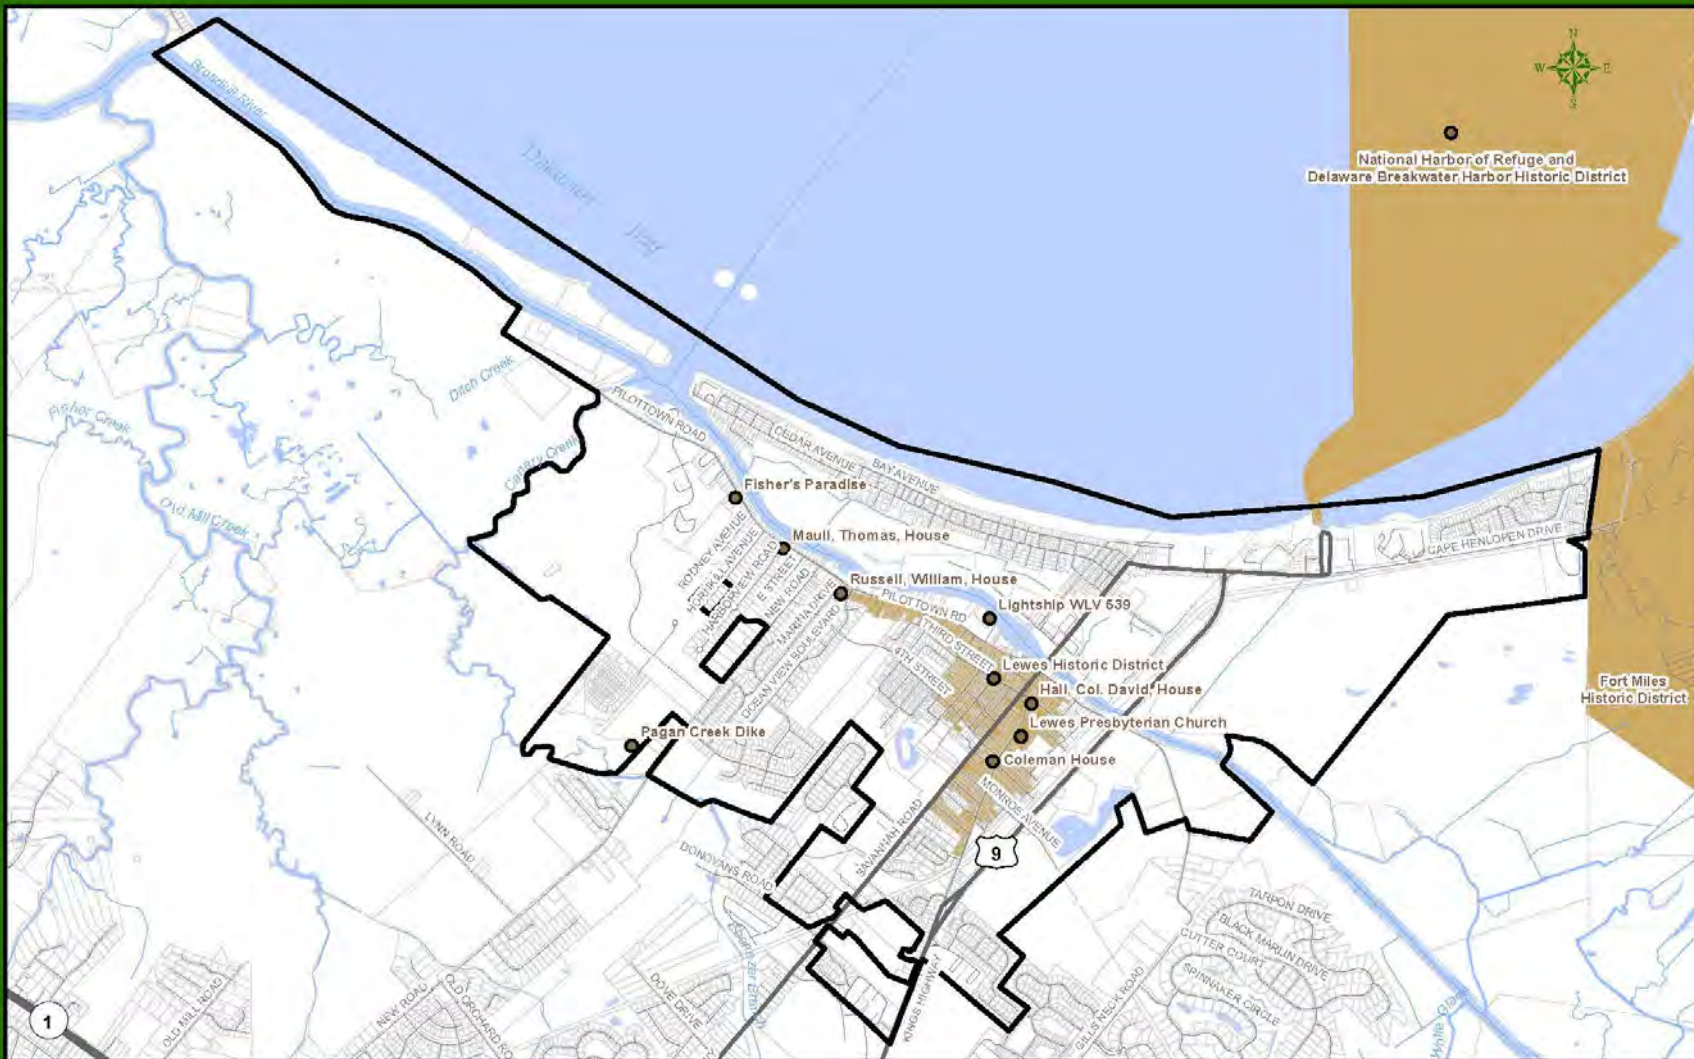 N
W E
S
National Harbor of Refuge and
Delaware Breakwater Harbor Historic District
Broadkill River
Delaware
Bay
Ditch Creek
Fisher Creek
PILOTTOWN ROAD
CEDAR AVENUE
BAY AVENUE
Canary Creek
Old Mill Creek
Fisher's Paradise
CAPE HENLOPEN DRIVE
Maull, Thomas, House
RODNEY AVENUE
HORNKILL AVENUE
HARBORVIEW ROAD
E STREET
NEW ROAD
MARINA DRIVE
OCEAN VIEW BOULEVARD
Russell, William, House
PILOTTOWN RD
Lightship WLV 539
THIRD STREET
4TH STREET
Lewes Historic District
Hall, Col. David, House
Fort Miles
Historic District
Lewes Presbyterian Church
Pagan Creek Dike
Coleman House
MONROE AVENUE
SAVANNAH ROAD
LYNN ROAD
DONOVANS ROAD
9
TARPON DRIVE
BLACK MARLIN DRIVE
CUTTER COURT
SPINNAKER CIRCLE
KINGS HIGHWAY
GILLS NECK ROAD
DOVE DRIVE
OLD MILL ROAD
NEW ROAD
OLD ORCHARD RO
1